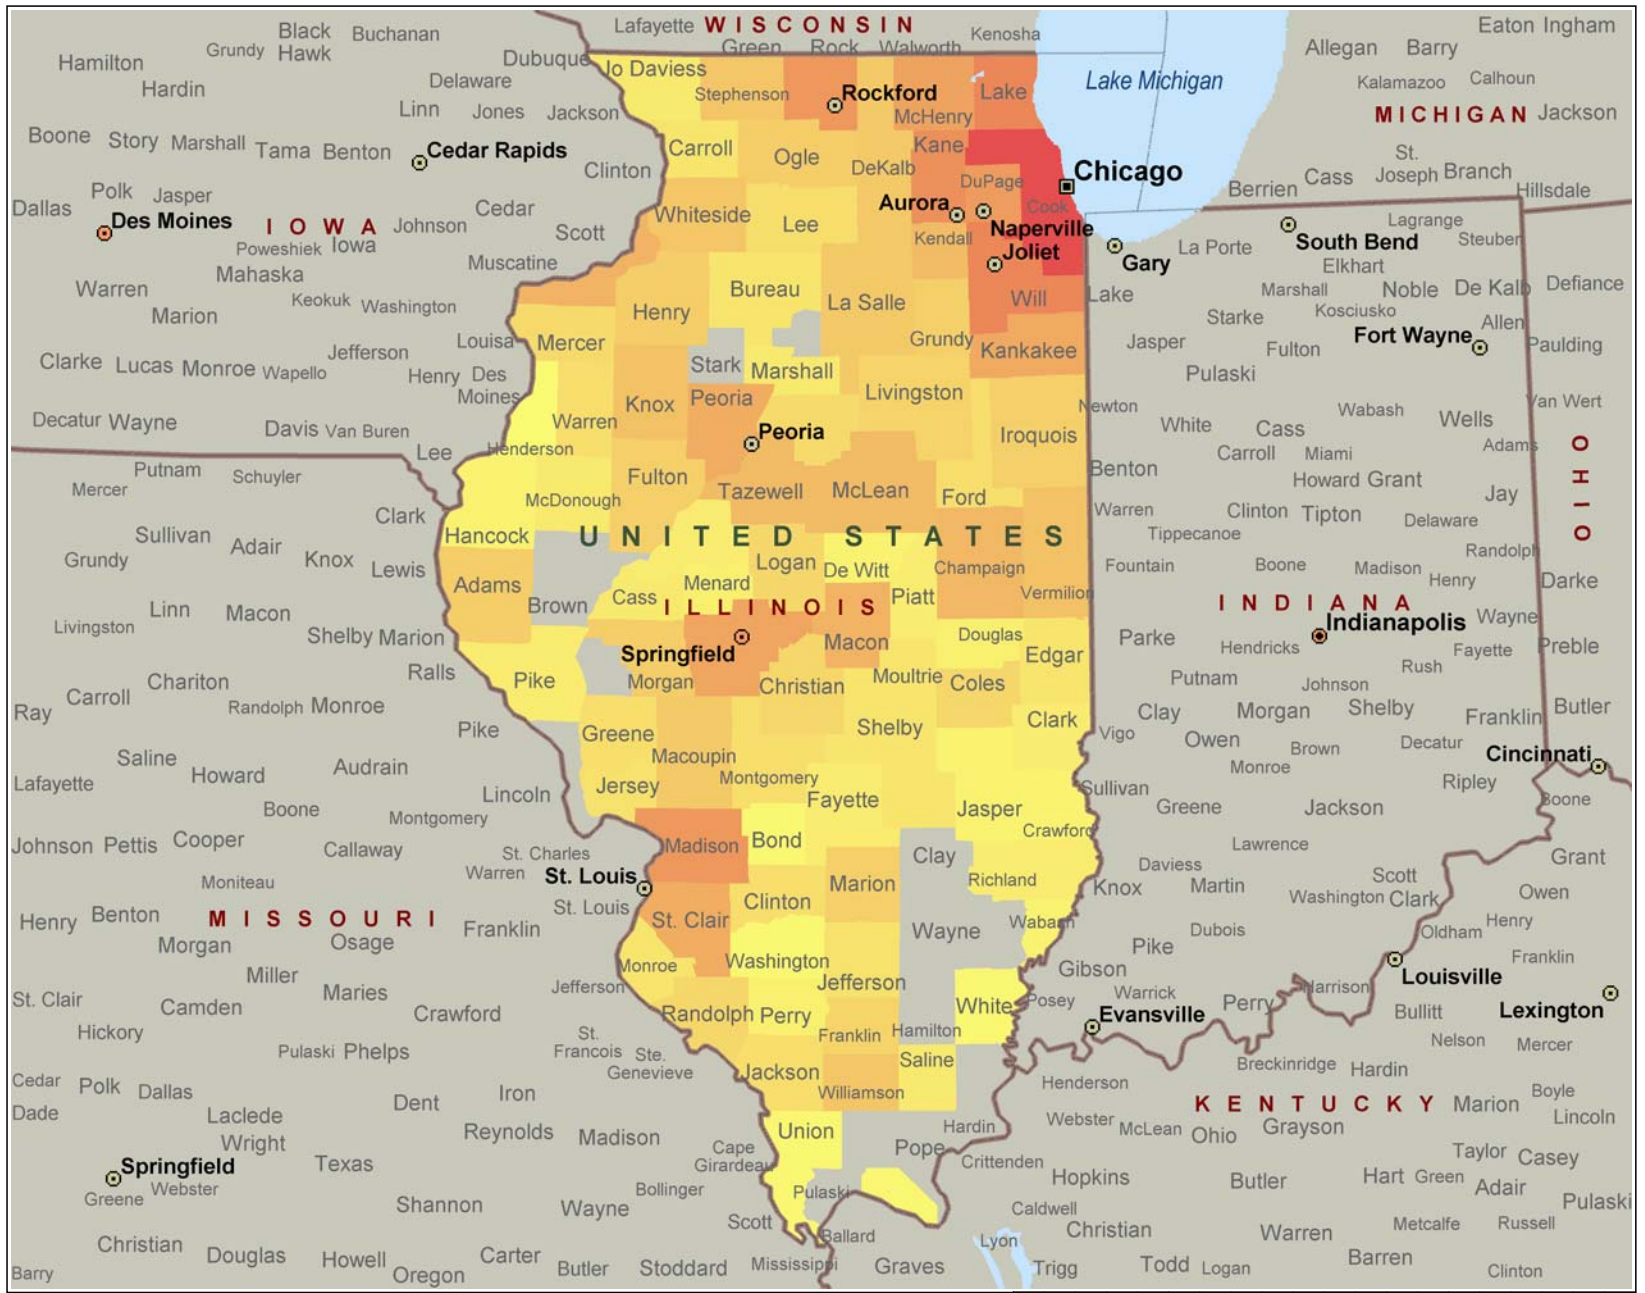 Black
Hawk
Buchanan
Lafayette
WISCONSIN
Kenosha
Eaton
Ingham
Hamilton
Grundy
Dubuque
Green
Rock
Walworth
Allegan
Barry
Hardin
Delaware
Jo Daviess
Lake Michigan
Kalamazoo
Calhoun
Linn
Jones
Jackson
Stephenson
Rockford
Lake
McHenry
MICHIGAN
Jackson
Boone
Story
Marshall
Tama
Benton
Cedar Rapids
Clinton
Carroll
Ogle
DeKalb
Kane
DuPage
Chicago
St.
Joseph
Branch
Cass
Berrien
Hillsdale
Polk
Jasper
Dallas
Des Moines
IOWA
Johnson
Cedar
Scott
Whiteside
Lee
Aurora
Cook
Naperville
Kendall
Joliet
Gary
La Porte
South Bend
Lagrange
Steuben
Elkhart
Poweshiek
Iowa
Mahaska
Muscatine
Warren
Marion
Keokuk
Washington
Louisa
Henry
Bureau
La Salle
Will
Lake
Marshall
Noble
De Kalb
Defiance
Starke
Kosciusko
Allen
Fort Wayne
Paulding
Clarke
Lucas
Monroe
Wapello
Jefferson
Henry
Des
Moines
Mercer
Stark
Marshall
Grundy
Kankakee
Jasper
Fulton
Pulaski
Decatur
Wayne
Davis
Van Buren
Lee
Warren
Henderson
Knox
Peoria
Peoria
Livingston
Iroquois
Newton
White
Cass
Wabash
Wells
Van Wert
Adams
Carroll
Miami
OHIO
Putnam
Schuyler
Mercer
Clark
McDonough
Fulton
Tazewell
McLean
Ford
Benton
Howard
Grant
Jay
Warren
Clinton
Tipton
Delaware
Tippecanoe
Randolph
Sullivan
Adair
Grundy
Knox
Lewis
Hancock
UNITED STATES
Logan
De Witt
Champaign
Fountain
Boone
Madison
Henry
Darke
Linn
Macon
Livingston
Shelby
Marion
Adams
Brown
Cass
Menard
ILLINOIS
Piatt
Vermilion
INDIANA
Indianapolis
Wayne
Ralls
Springfield
Macon
Douglas
Edgar
Parke
Hendricks
Fayette
Preble
Rush
Carroll
Chariton
Randolph
Monroe
Ray
Pike
Pike
Morgan
Christian
Moultrie
Coles
Putnam
Johnson
Clay
Morgan
Shelby
Franklin
Butler
Greene
Shelby
Clark
Vigo
Owen
Brown
Decatur
Cincinnati
Monroe
Ripley
Saline
Howard
Audrain
Lafayette
Lincoln
Macoupin
Montgomery
Jersey
Fayette
Jasper
Crawford
Sullivan
Greene
Jackson
Boone
Boone
Montgomery
Johnson
Pettis
Cooper
Callaway
St. Charles
Warren
Madison
Bond
Clay
Richland
Lawrence
Daviess
Grant
Moniteau
St. Louis
St. Louis
Clinton
Marion
Knox
Martin
Scott
Washington
Clark
Owen
Henry
Benton
MISSOURI
Franklin
St. Clair
Wayne
Wabash
Dubois
Oldham
Henry
Morgan
Osage
Miller
Maries
Monroe
Jefferson
Washington
Jefferson
Pike
Gibson
Louisville
Franklin
St. Clair
Camden
Crawford
Hickory
Randolph
Perry
Franklin
Hamilton
White
Posey
Warrick
Evansville
Perry
Harrison
Bullitt
Lexington
Pulaski
Phelps
St.
Francois
Ste.
Genevieve
Jackson
Saline
Williamson
Nelson
Mercer
Breckinridge
Hardin
Cedar
Polk
Dallas
Dade
Laclede
Wright
Dent
Iron
Reynolds
Madison
Union
Hardin
Pope
Henderson
Webster
McLean
KENTUCKY
Ohio
Grayson
Marion
Boyle
Lincoln
Springfield
Greene
Webster
Texas
Cape
Girardeau
Bollinger
Pulaski
Crittenden
Hopkins
Butler
Hart
Green
Taylor
Casey
Adair
Pulaski
Shannon
Wayne
Scott
Ballard
Caldwell
Christian
Warren
Metcalfe
Russell
Christian
Douglas
Howell
Carter
Butler
Stoddard
Mississippi
Graves
Lyon
Trigg
Todd
Logan
Barren
Clinton
Barry
Oregon